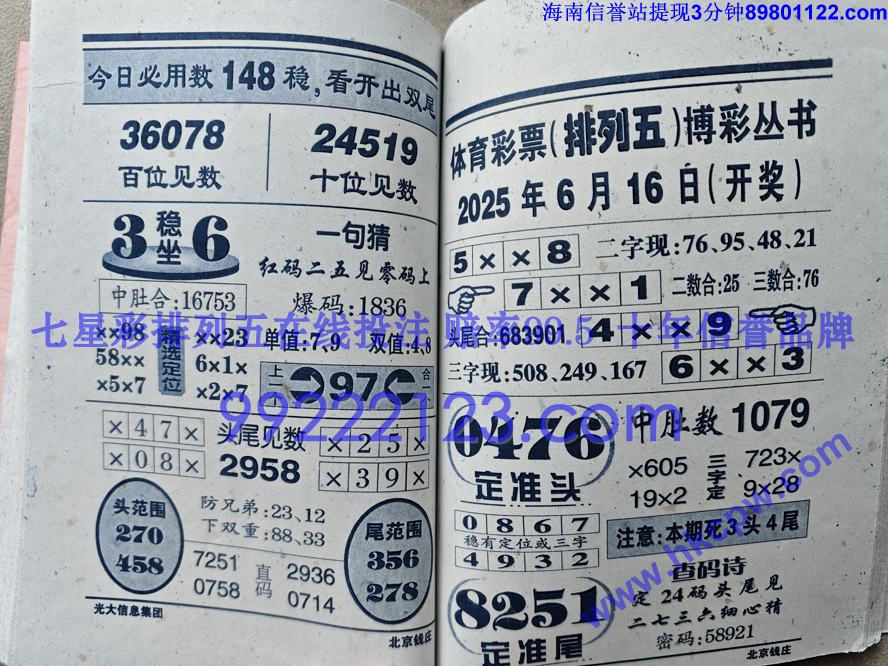 海南信誉站提现3分钟89801122.com
今日必用数 148 稳，看开出双尾
36078 24519
百位见数 十位见数
3 稳坐 6
一句猜
红码二五见零码上
中肚合:16753
爆码:1836
××98 精选定位 ××23
58×× 6×1×
×5×7 ×2×7
单值:7、9 双值:4、8
97
×47× 头尾见数 ×25×
×08× 2958 ×39×
头范围
270
458
防兄弟:23、12
下双重:88、33
7251 直码 2936
0758 0714
尾范围
356
278
光大信息集团
北京钱庄
体育彩票(排列五)博彩丛书
2025 年 6 月 16 日(开奖)
5××8 二字现:76、95、48、21
7××1 二数合:25 三数合:76
头尾合:683901 4××9
三字现:508、249、167 6××3
七星彩排列五在线投注 赔率99.5 十年信誉品牌
99222123.com
0476
定准头
中肚数 1079
×605 三字定 723×
19×2 9×28
0867
稳有定位或三字
4932
注意:本期死3头4尾
8251
定准尾
查码诗
定24码头尾见
二七三六细心猜
密码:58921
北京钱庄
www.hkcpw.com